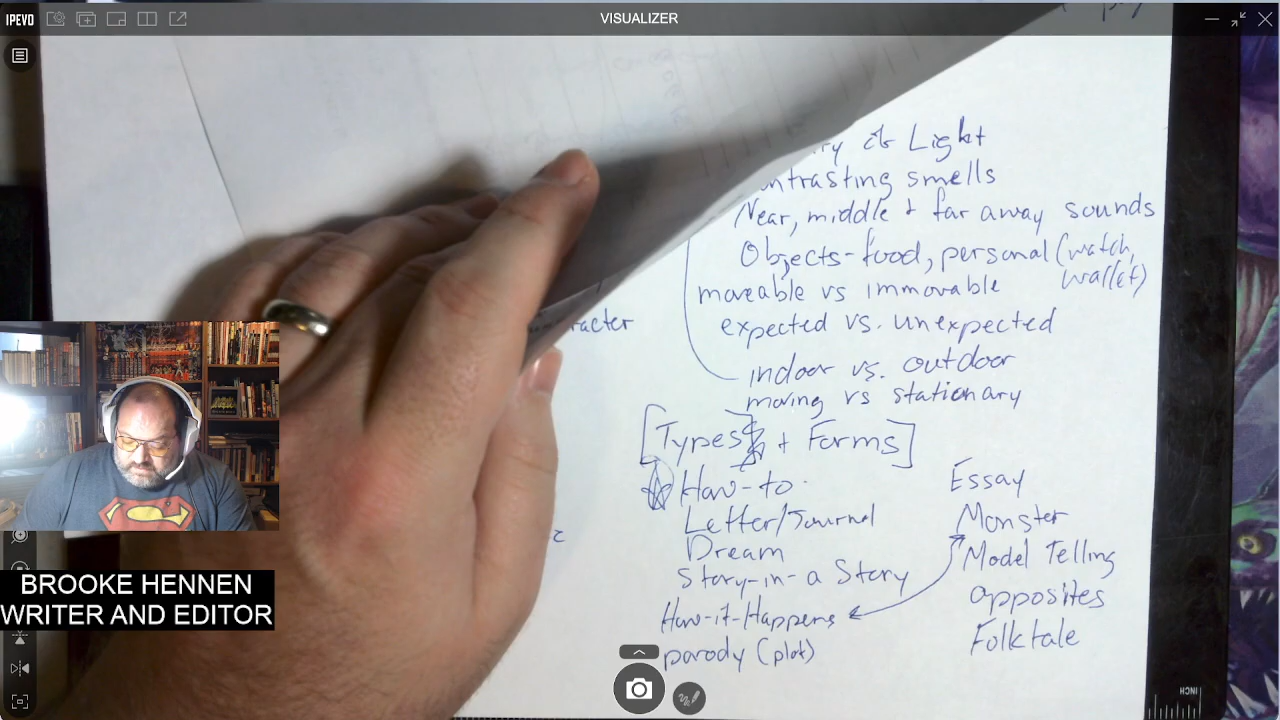 IPEVO
VISUALIZER
Light
smells
Near, middle + far away sounds
Objects-food, personal (watch,
wallet)
moveable vs immovable
expected vs. unexpected
indoor vs. outdoor
moving vs stationary
[Types + Forms]
How-to
Letter/Journal
Dream
Story-in-a Story
How-it-Happens
parody (plot)
Essay
Monster
Model Telling
opposites
Folktale
BROOKE HENNEN
WRITER AND EDITOR
INCH